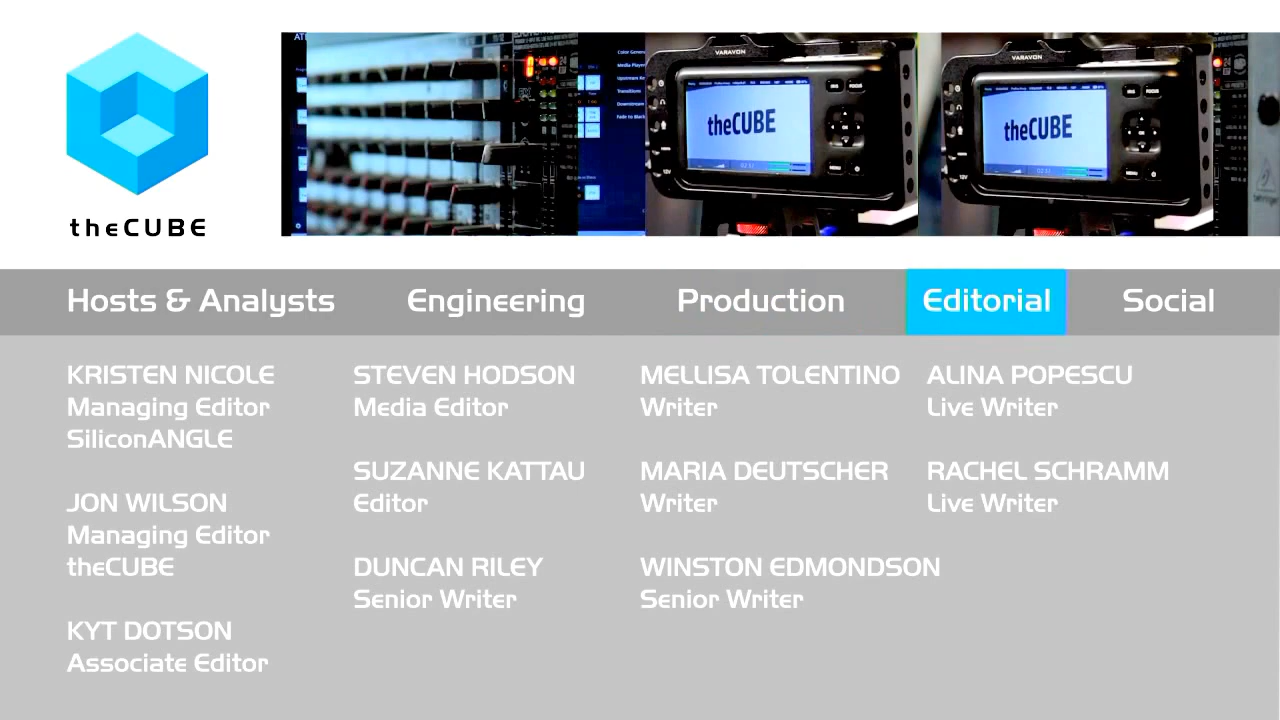 theCUBE
VARAVON
theCUBE
VARAVON
theCUBE
Hosts & Analysts
Engineering
Production
Editorial
Social
KRISTEN NICOLE
Managing Editor
SiliconANGLE
JON WILSON
Managing Editor
theCUBE
KYT DOTSON
Associate Editor
STEVEN HODSON
Media Editor
SUZANNE KATTAU
Editor
DUNCAN RILEY
Senior Writer
MELLISA TOLENTINO
Writer
MARIA DEUTSCHER
Writer
WINSTON EDMONDSON
Senior Writer
ALINA POPESCU
Live Writer
RACHEL SCHRAMM
Live Writer